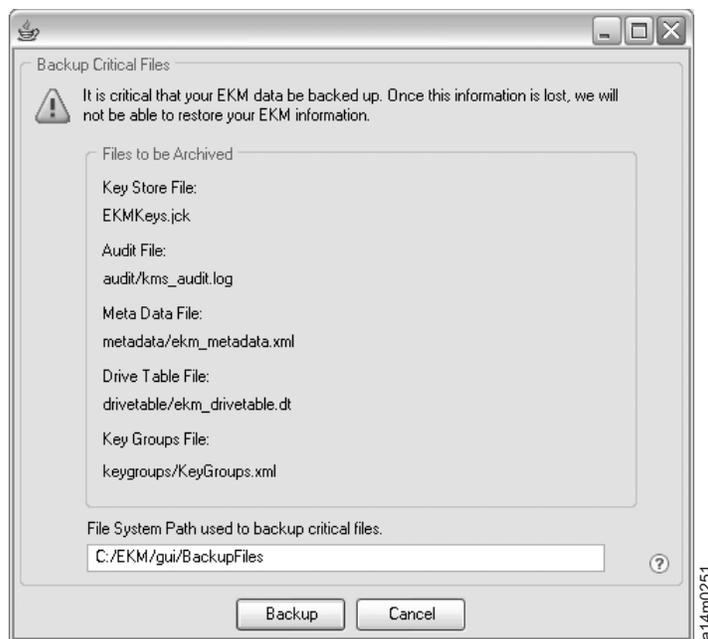 Backup Critical Files
It is critical that your EKM data be backed up. Once this information is lost, we will
not be able to restore your EKM information.
Files to be Archived
Key Store File:
EKMKeys.jck
Audit File:
audit/kms_audit.log
Meta Data File:
metadata/ekm_metadata.xml
Drive Table File:
drivetable/ekm_drivetable.dt
Key Groups File:
keygroups/KeyGroups.xml
File System Path used to backup critical files.
C:/EKM/gui/BackupFiles
?
Backup Cancel
a14m0251